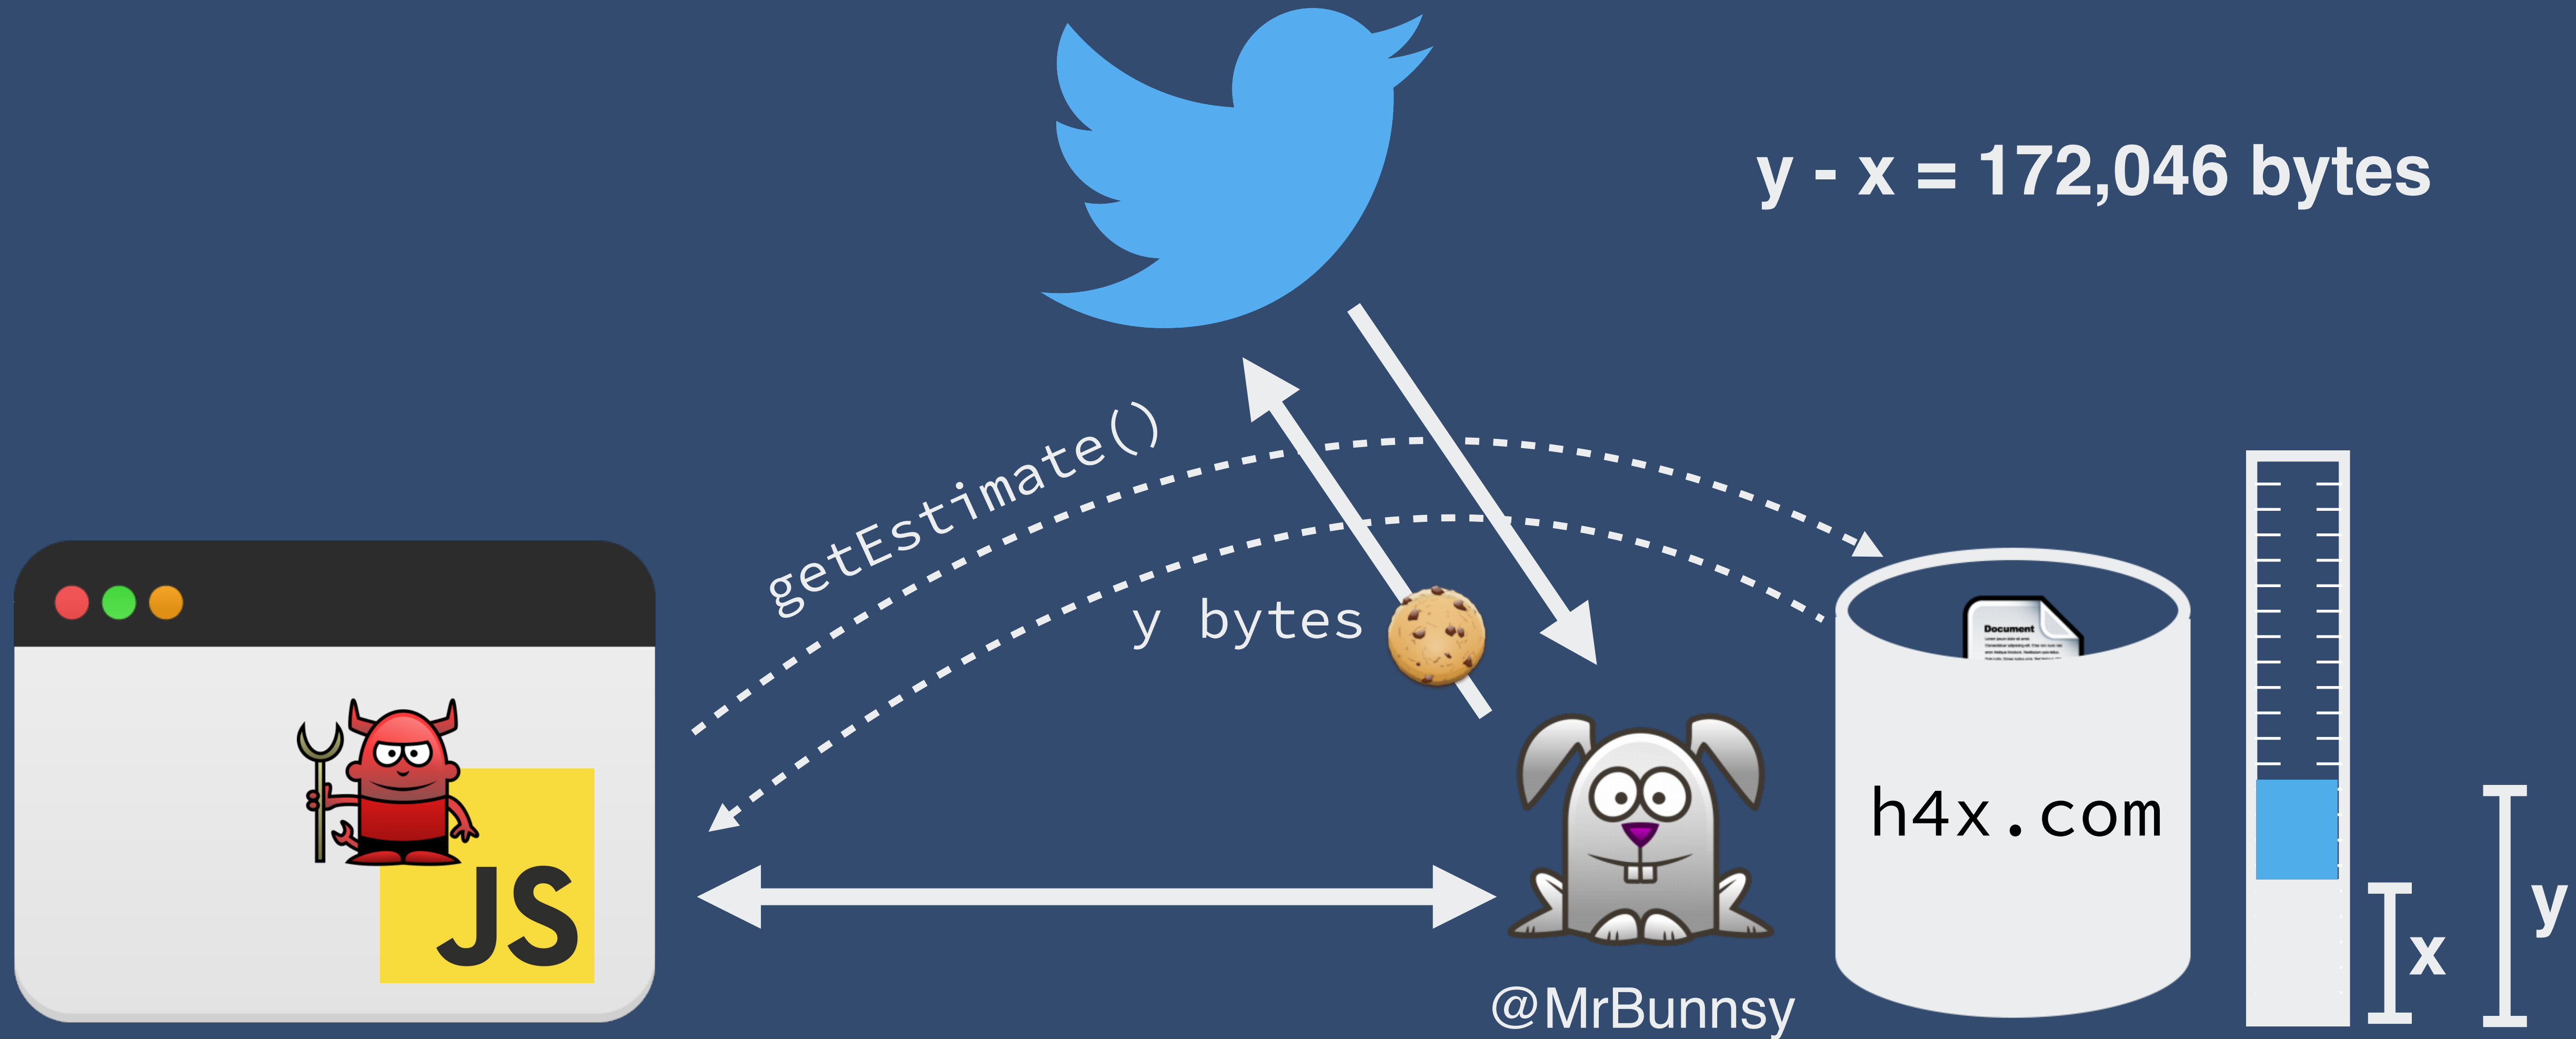 y - x = 172,046 bytes
getEstimate()
y bytes
Document
h4x.com
JS
y
x
@MrBunnsy